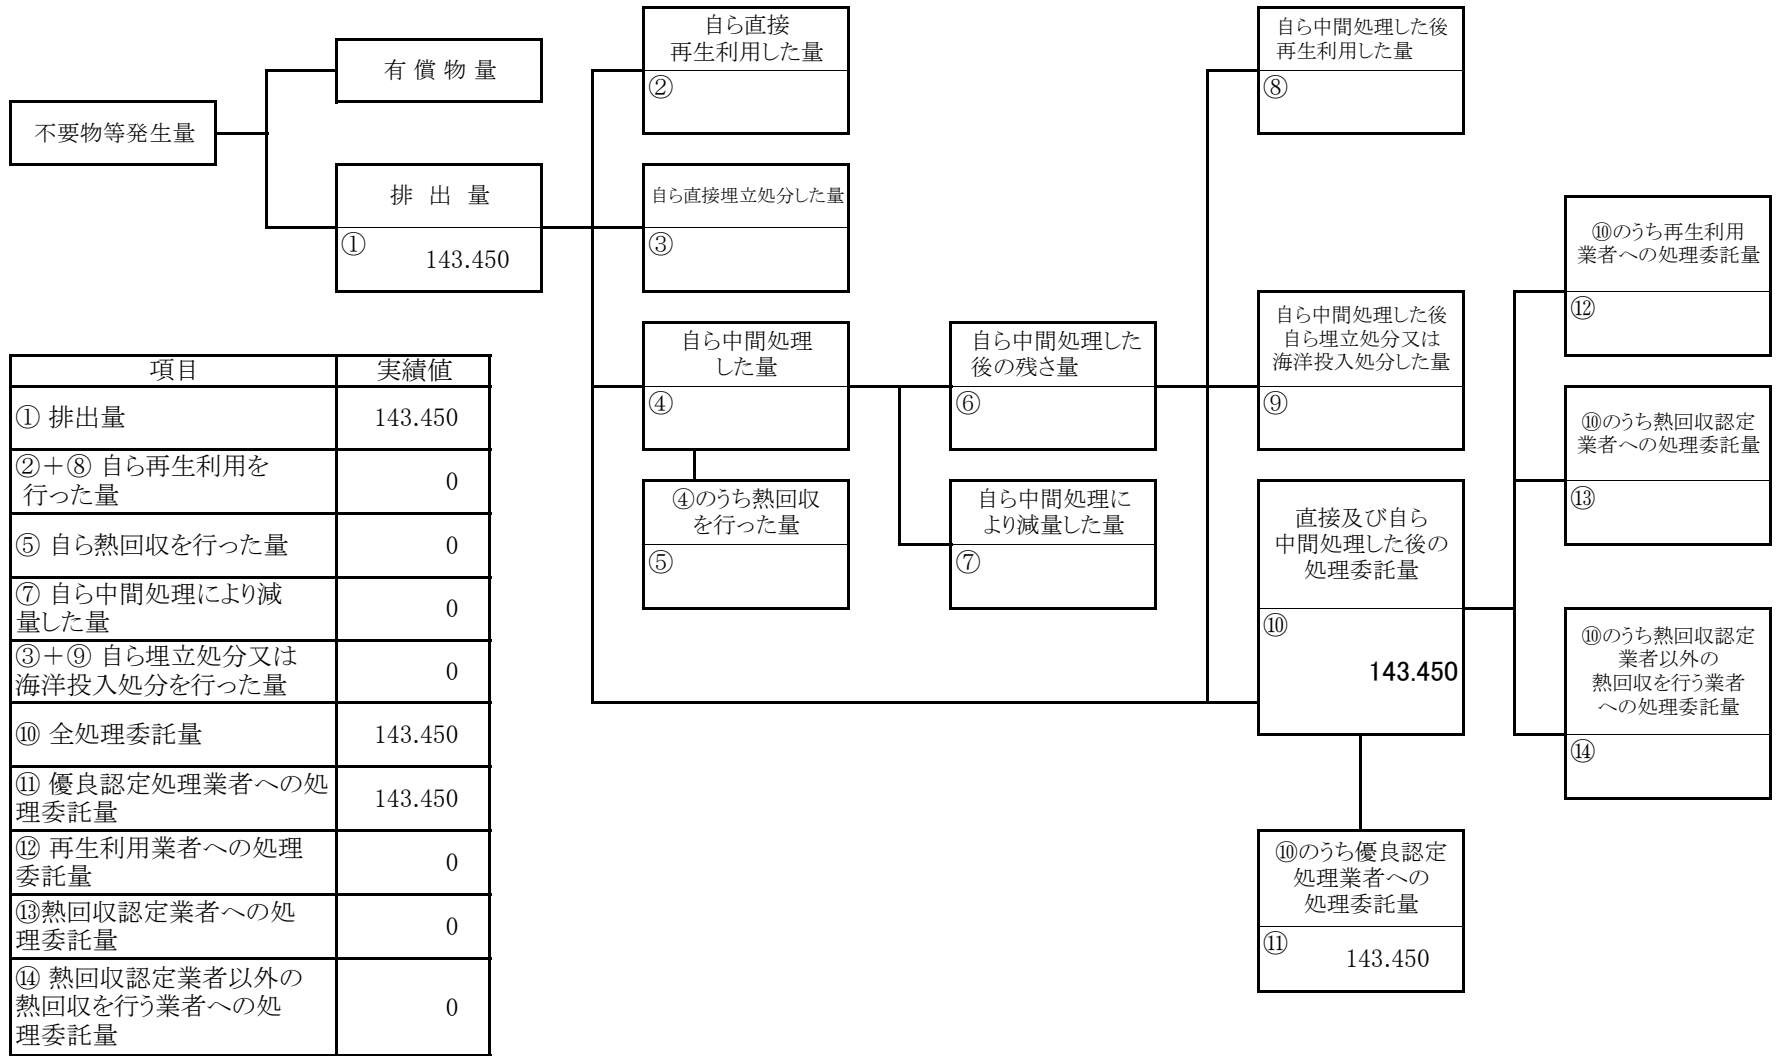 不要物等発生量
有 償 物 量
排 出 量
①
143.450
自ら直接
再生利用した量
②
自ら直接埋立処分した量
③
自ら中間処理
した量
④
④のうち熱回収
を行った量
⑤
自ら中間処理した
後の残さ量
⑥
自ら中間処理に
より減量した量
⑦
自ら中間処理した後
再生利用した量
⑧
自ら中間処理した後
自ら埋立処分又は
海洋投入処分した量
⑨
直接及び自ら
中間処理した後の
処理委託量
⑩
143.450
⑩のうち優良認定
処理業者への
処理委託量
⑪
143.450
⑩のうち再生利用
業者への処理委託量
⑫
⑩のうち熱回収認定
業者への処理委託量
⑬
⑩のうち熱回収認定
業者以外の
熱回収を行う業者
への処理委託量
⑭
項目 実績値
① 排出量 143.450
②＋⑧ 自ら再生利用を
行った量 0
⑤ 自ら熱回収を行った量 0
⑦ 自ら中間処理により減
量した量 0
③＋⑨ 自ら埋立処分又は
海洋投入処分を行った量 0
⑩ 全処理委託量 143.450
⑪ 優良認定処理業者への処
理委託量 143.450
⑫ 再生利用業者への処理
委託量 0
⑬熱回収認定業者への処
理委託量 0
⑭ 熱回収認定業者以外の
熱回収を行う業者への処
理委託量 0